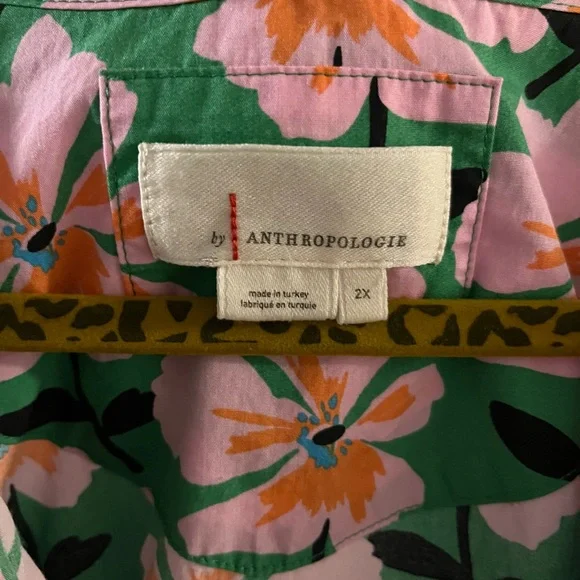 by ANTHROPOLOGIE
made in turkey
fabriqué en turquie
2X